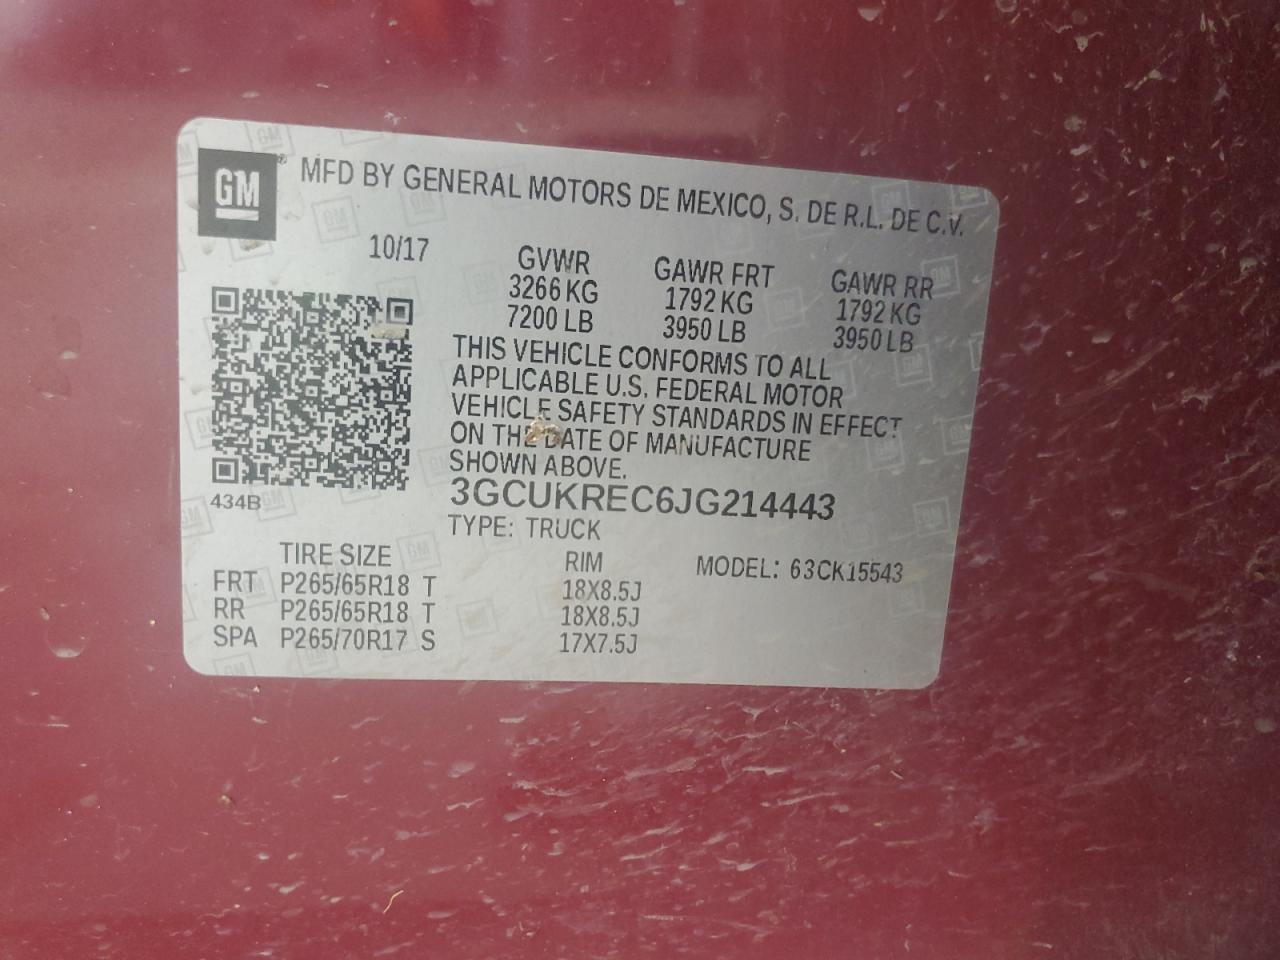 GM
MFD BY GENERAL MOTORS DE MEXICO, S. DE R.L. DE C.V.
10/17 GVWR GAWR FRT GAWR RR
3266 KG 1792 KG 1792 KG
7200 LB 3950 LB 3950 LB
THIS VEHICLE CONFORMS TO ALL
APPLICABLE U.S. FEDERAL MOTOR
VEHICLE SAFETY STANDARDS IN EFFECT
ON THE DATE OF MANUFACTURE
SHOWN ABOVE.
434B
3GCUKREC6JG214443
TYPE: TRUCK
TIRE SIZE RIM MODEL: 63CK15543
FRT P265/65R18 T 18X8.5J
RR P265/65R18 T 18X8.5J
SPA P265/70R17 S 17X7.5J